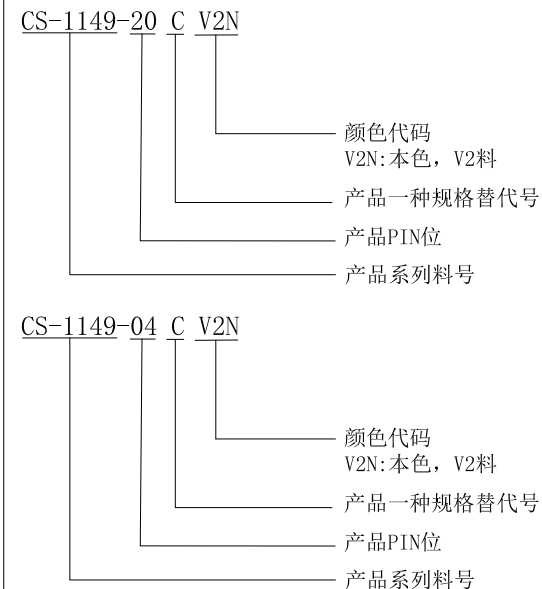 CS-1149-20 C V2N
颜色代码
V2N:本色，V2料
产品一种规格替代号
产品PIN位
产品系列料号
CS-1149-04 C V2N
颜色代码
V2N:本色，V2料
产品一种规格替代号
产品PIN位
产品系列料号